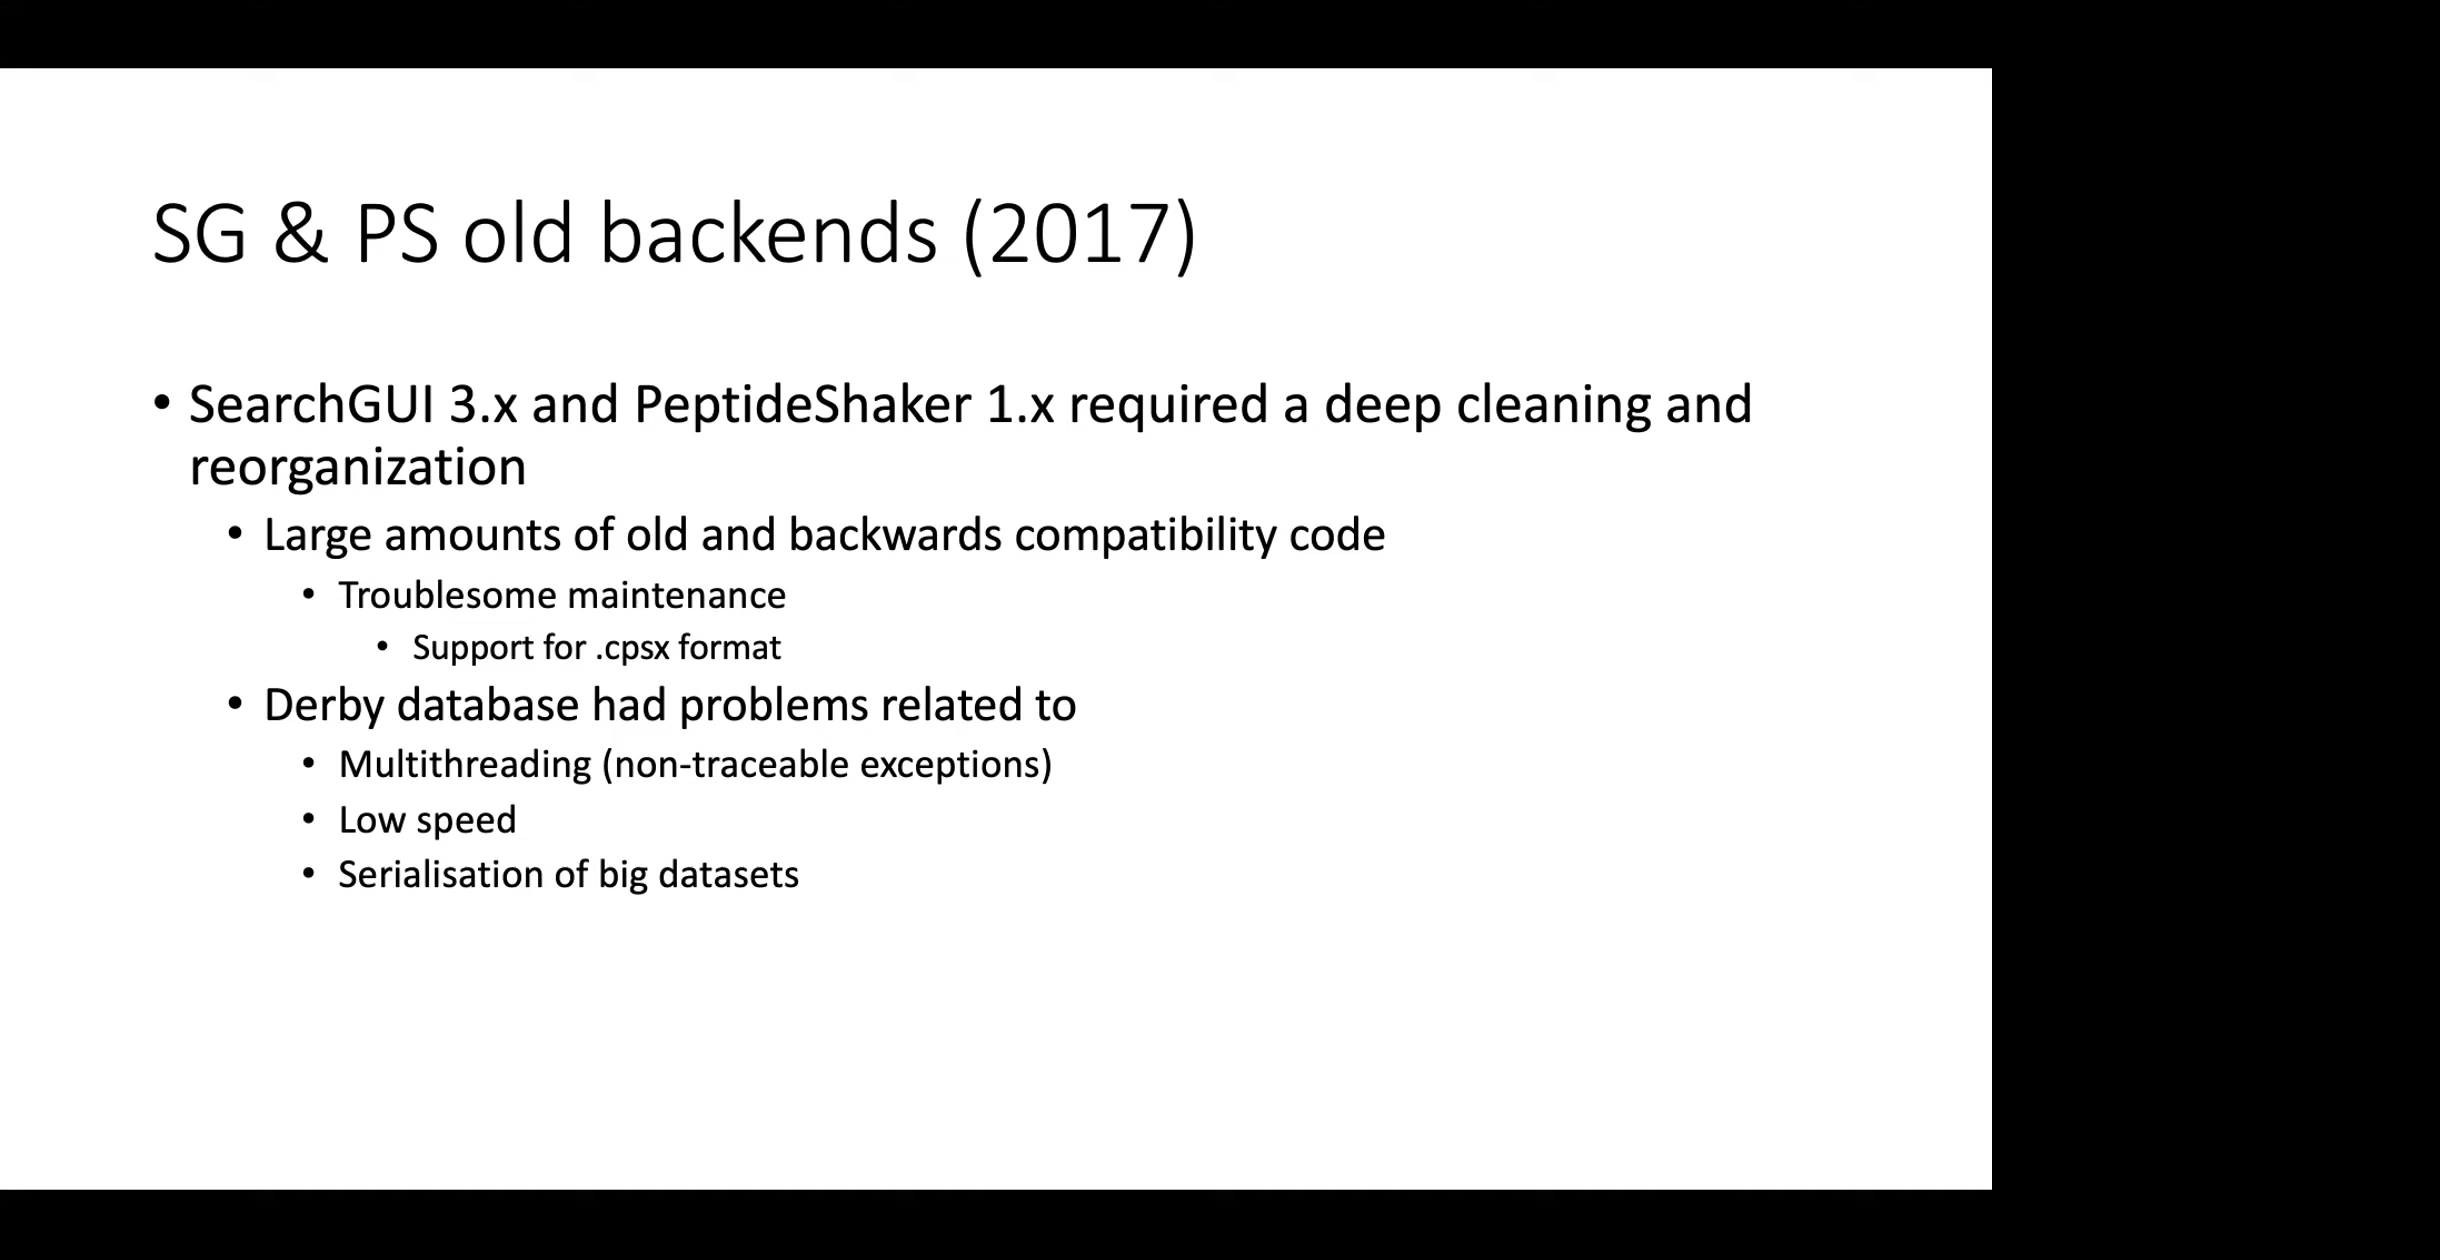 SG & PS old backends (2017)
• SearchGUI 3.x and PeptideShaker 1.x required a deep cleaning and
reorganization
• Large amounts of old and backwards compatibility code
• Troublesome maintenance
• Support for .cpsx format
• Derby database had problems related to
• Multithreading (non-traceable exceptions)
• Low speed
• Serialisation of big datasets